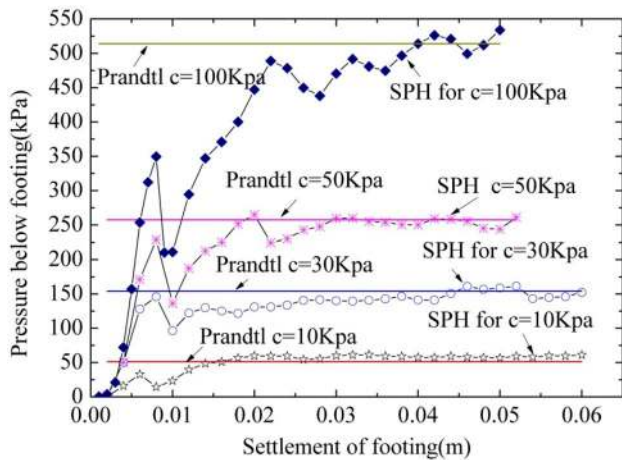 550
500
450
400
350
300
250
200
150
100
50
0
0.00
0.01
0.02
0.03
0.04
0.05
0.06
Pressure below footing(kPa)
Settlement of footing(m)
Prandtl c=100Kpa
SPH for c=100Kpa
Prandtl c=50Kpa
SPH c=50Kpa
Prandtl c=30Kpa
SPH for c=30Kpa
Prandtl c=10Kpa
SPH for c=10Kpa